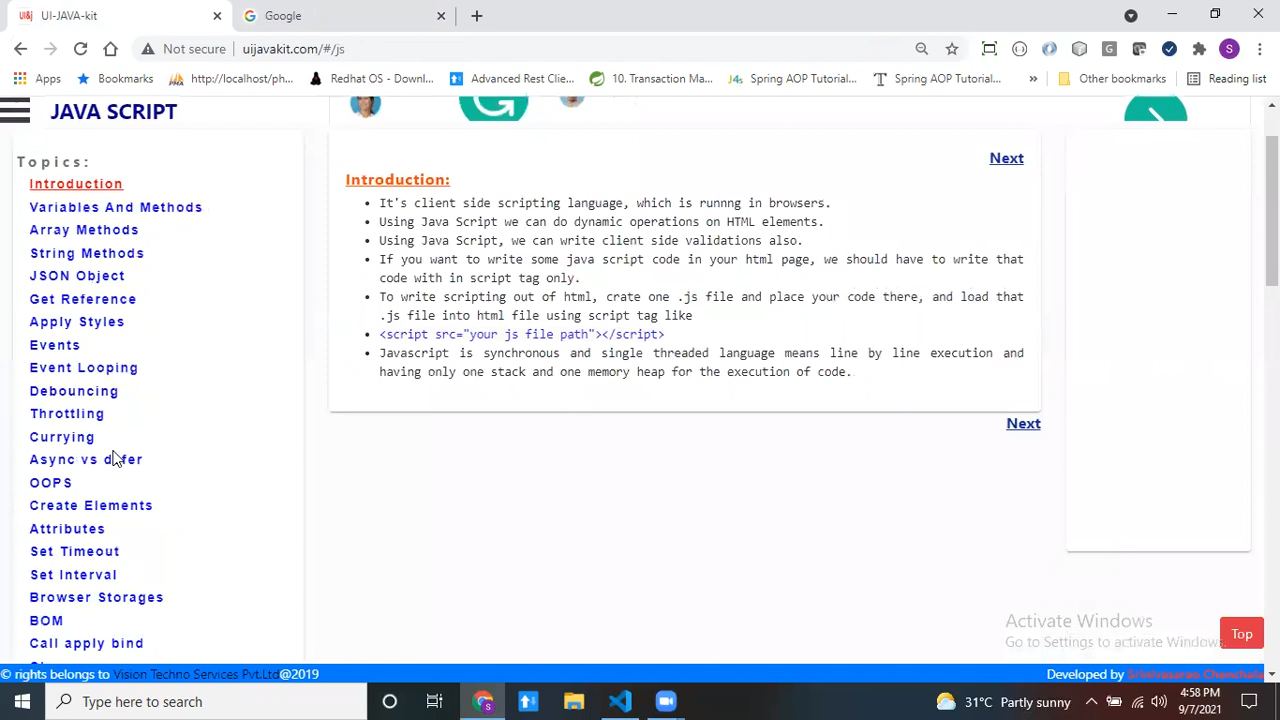 UI-JAVA-kit
Google
Not secure
uijavakit.com/#/js
Apps
Bookmarks
http://localhost/ph...
Redhat OS - Downl...
Advanced Rest Clie...
10. Transaction Ma...
Spring AOP Tutorial...
Spring AOP Tutorial...
»
Other bookmarks
Reading list
JAVA SCRIPT
Topics:
Introduction
Variables And Methods
Array Methods
String Methods
JSON Object
Get Reference
Apply Styles
Events
Event Looping
Debouncing
Throttling
Currying
Async vs defer
OOPS
Create Elements
Attributes
Set Timeout
Set Interval
Browser Storages
BOM
Call apply bind
Next
Introduction:
It's client side scripting language, which is runnng in browsers.
Using Java Script we can do dynamic operations on HTML elements.
Using Java Script, we can write client side validations also.
If you want to write some java script code in your html page, we should have to write that
code with in script tag only.
To write scripting out of html, crate one .js file and place your code there, and load that
.js file into html file using script tag like
<script src="your js file path"></script>
Javascript is synchronous and single threaded language means line by line execution and
having only one stack and one memory heap for the execution of code.
Next
Activate Windows
Go to Settings to activate Windows.
Top
© rights belongs to Vision Techno Services Pvt.Ltd@2019
Developed by Srinivasarao Chenchala
Type here to search
31°C Partly sunny
4:58 PM
9/7/2021